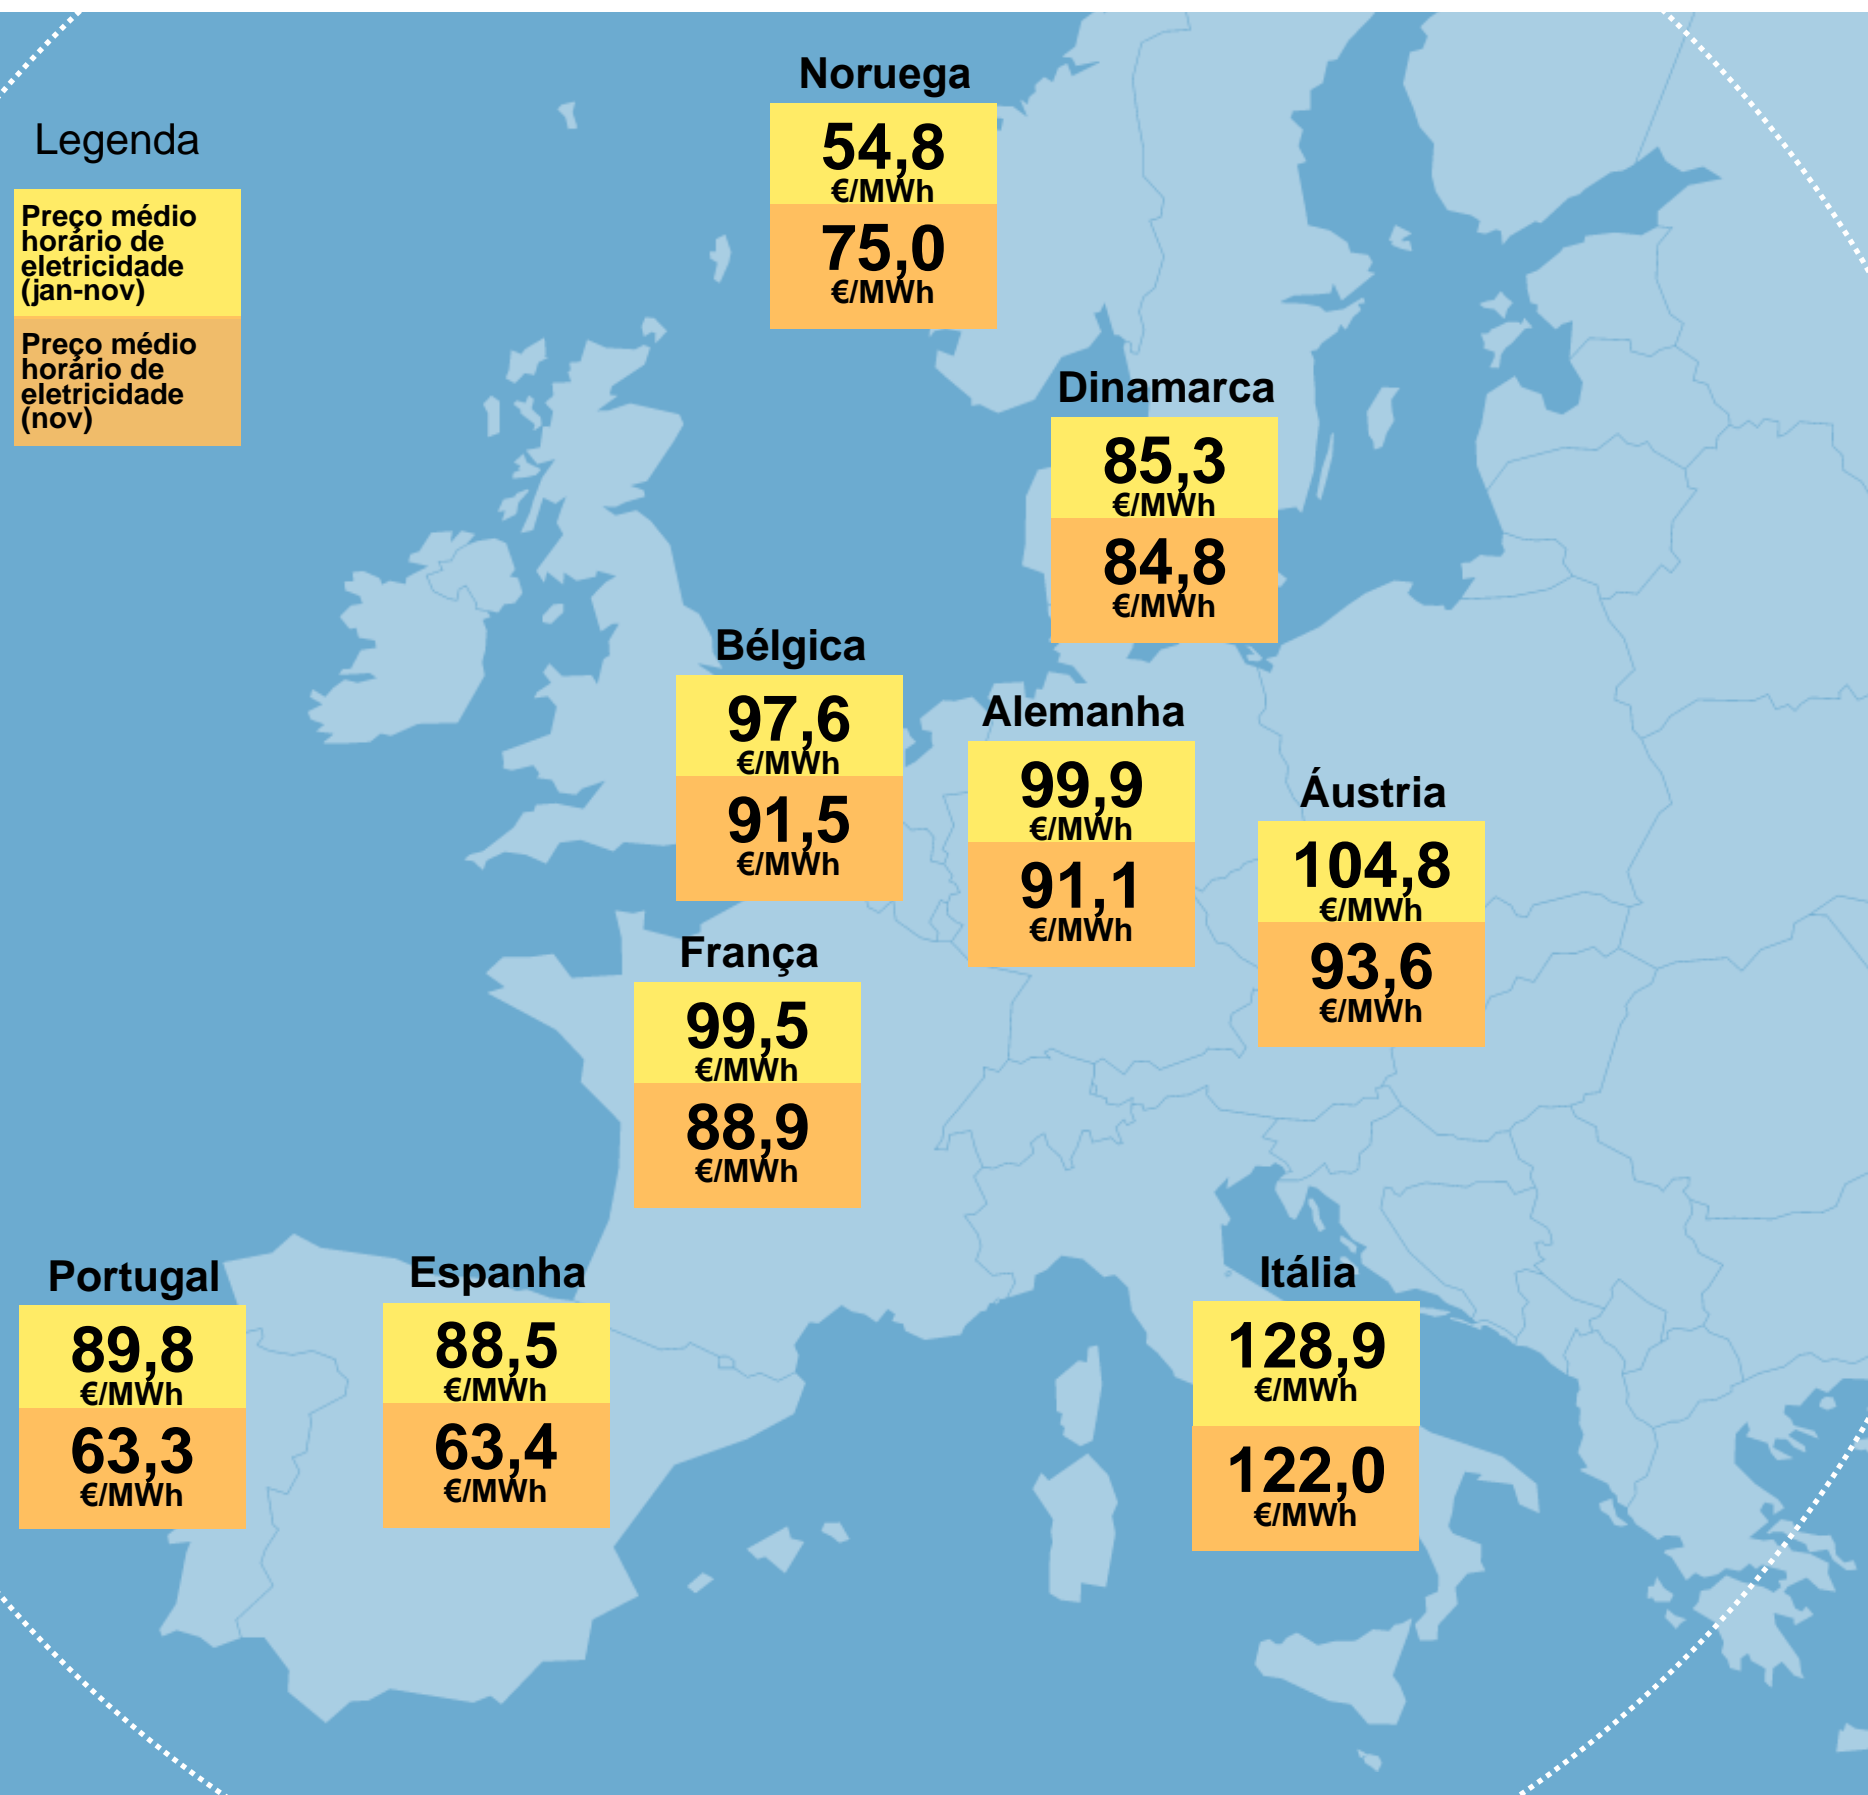 Noruega
54,8
€/MWh
75,0
€/MWh
Legenda
Preço médio
horário de
eletricidade
(jan-nov)
Preço médio
horário de
eletricidade
(nov)
Dinamarca
85,3
€/MWh
84,8
€/MWh
Bélgica
97,6
€/MWh
91,5
€/MWh
Alemanha
99,9
€/MWh
91,1
€/MWh
Áustria
104,8
€/MWh
93,6
€/MWh
França
99,5
€/MWh
88,9
€/MWh
Portugal
89,8
€/MWh
63,3
€/MWh
Espanha
88,5
€/MWh
63,4
€/MWh
Itália
128,9
€/MWh
122,0
€/MWh